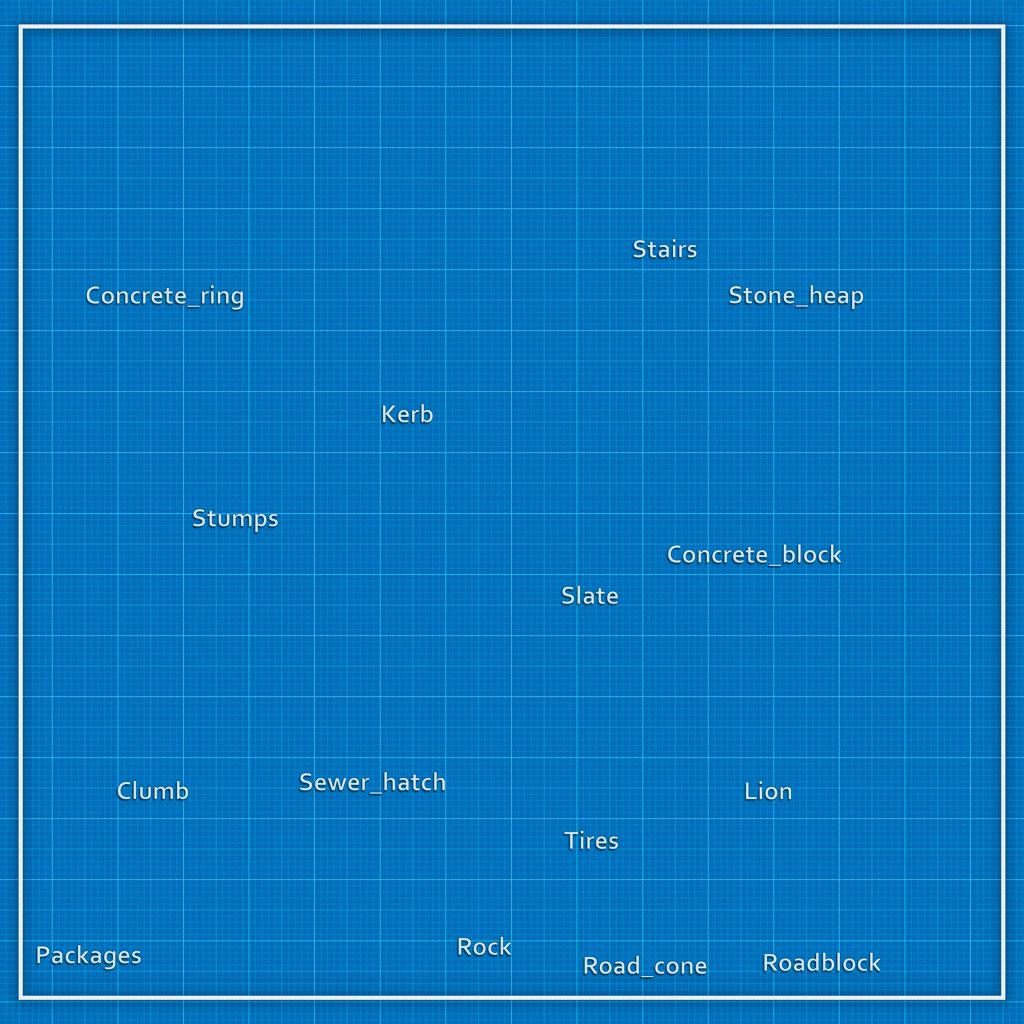 Stairs
Concrete_ring
Stone_heap
Kerb
Stumps
Concrete_block
Slate
Sewer_hatch
Clumb
Lion
Tires
Rock
Packages
Roadblock
Road_cone